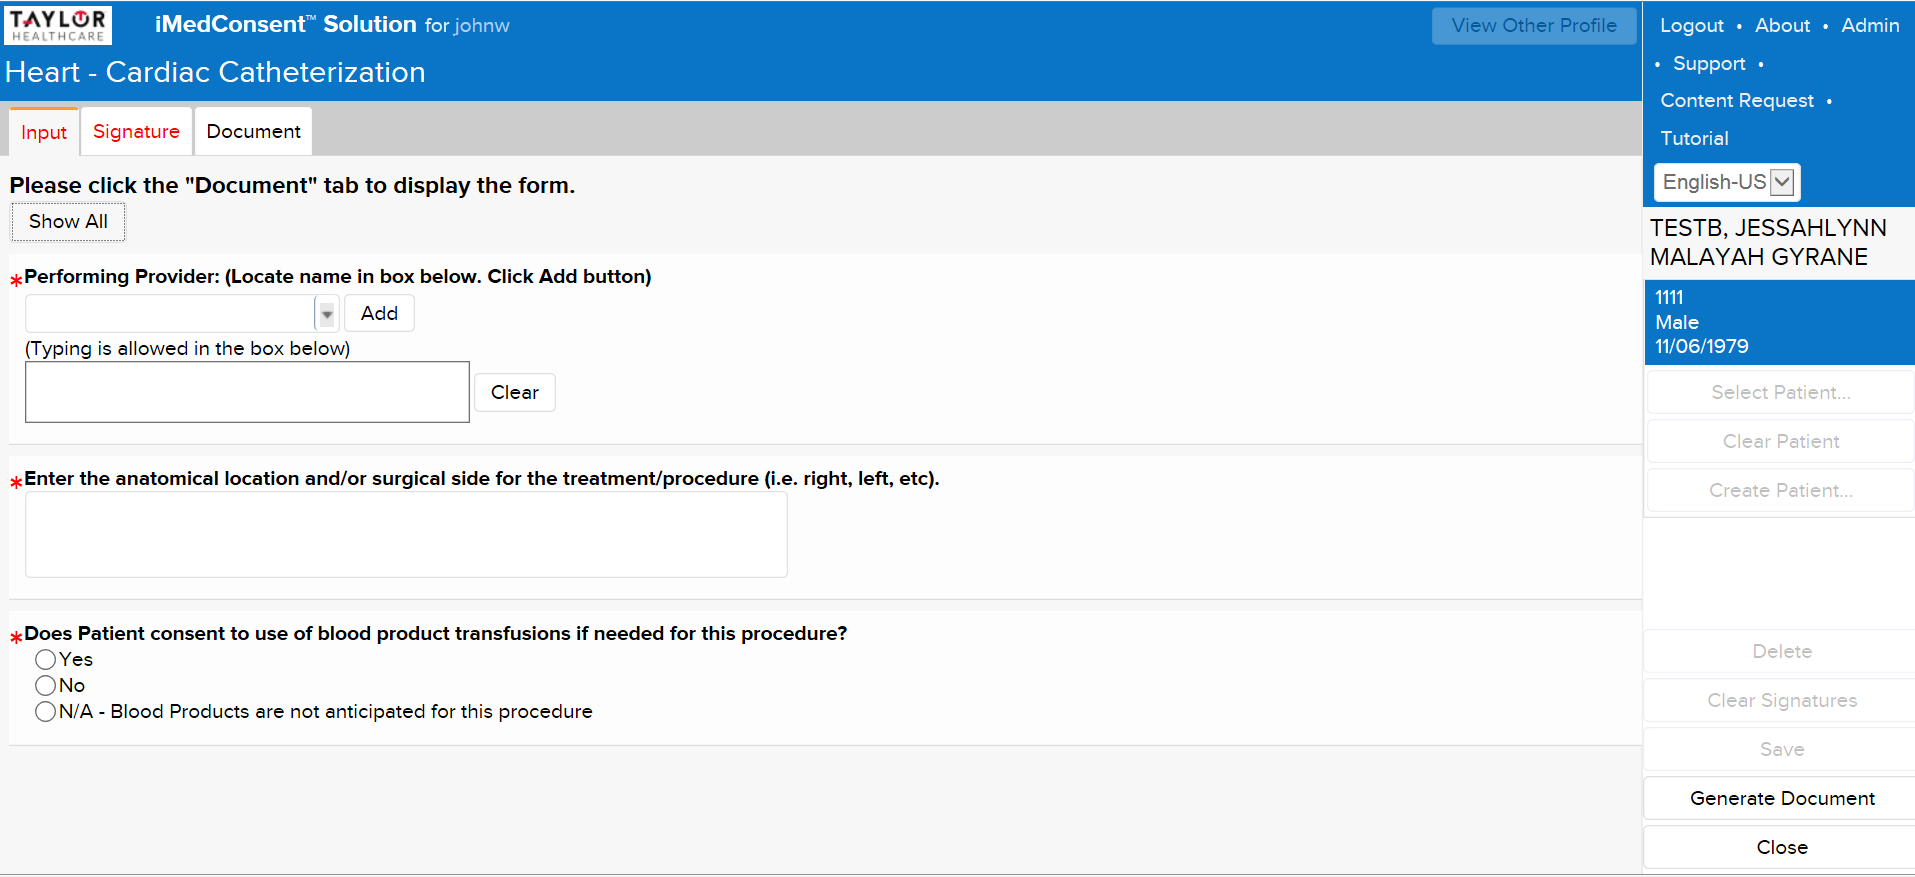 TAYLOR
HEALTHCARE
iMedConsent™ Solution for johnw
View Other Profile
Heart - Cardiac Catheterization
Logout • About • Admin
• Support •
Content Request •
Tutorial
English-US
Input
Signature
Document
Please click the "Document" tab to display the form.
Show All
*Performing Provider: (Locate name in box below. Click Add button)
Add
(Typing is allowed in the box below)
Clear
*Enter the anatomical location and/or surgical side for the treatment/procedure (i.e. right, left, etc).
*Does Patient consent to use of blood product transfusions if needed for this procedure?
Yes
No
N/A - Blood Products are not anticipated for this procedure
TESTB, JESSAHLYNN
MALAYAH GYRANE
1111
Male
11/06/1979
Select Patient...
Clear Patient
Create Patient...
Delete
Clear Signatures
Save
Generate Document
Close